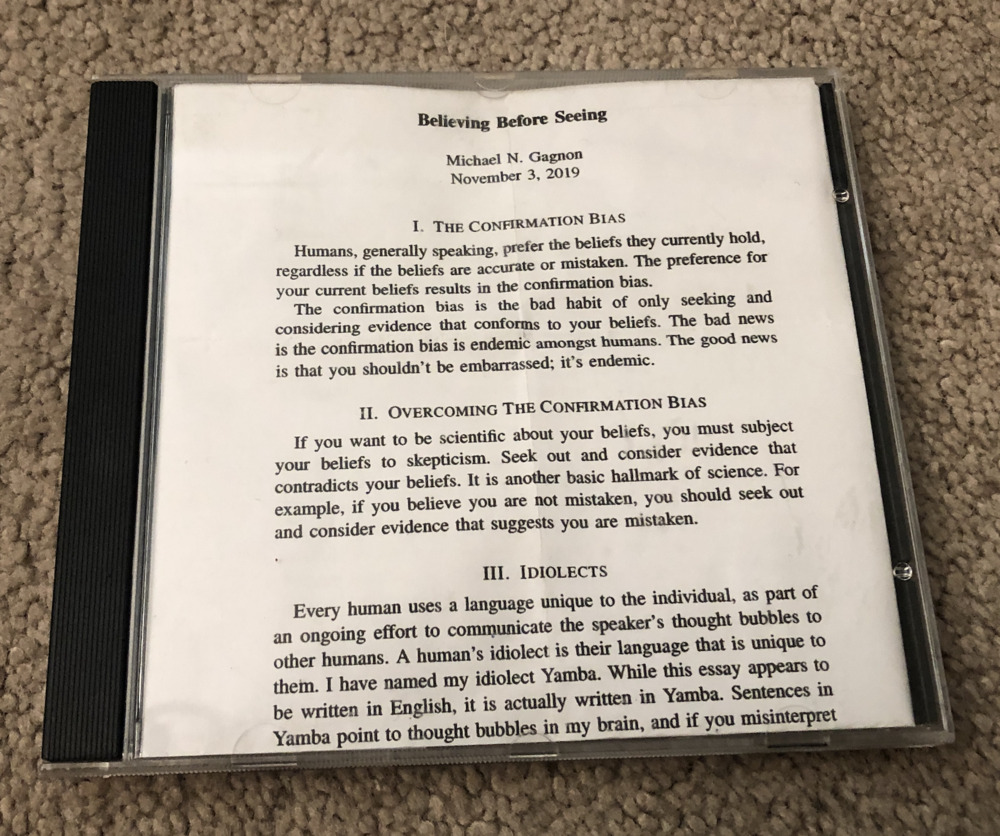 Believing Before Seeing
Michael N. Gagnon
November 3, 2019
I. THE CONFIRMATION BIAS
Humans, generally speaking, prefer the beliefs they currently hold,
regardless if the beliefs are accurate or mistaken. The preference for
your current beliefs results in the confirmation bias.
The confirmation bias is the bad habit of only seeking and
considering evidence that conforms to your beliefs. The bad news
is the confirmation bias is endemic amongst humans. The good news
is that you shouldn't be embarrassed; it's endemic.
II. OVERCOMING THE CONFIRMATION BIAS
If you want to be scientific about your beliefs, you must subject
your beliefs to skepticism. Seek out and consider evidence that
contradicts your beliefs. It is another basic hallmark of science. For
example, if you believe you are not mistaken, you should seek out
and consider evidence that suggests you are mistaken.
III. IDIOLECTS
Every human uses a language unique to the individual, as part of
an ongoing effort to communicate the speaker's thought bubbles to
other humans. A human's idiolect is their language that is unique to
them. I have named my idiolect Yamba. While this essay appears to
be written in English, it is actually written in Yamba. Sentences in
Yamba point to thought bubbles in my brain, and if you misinterpret